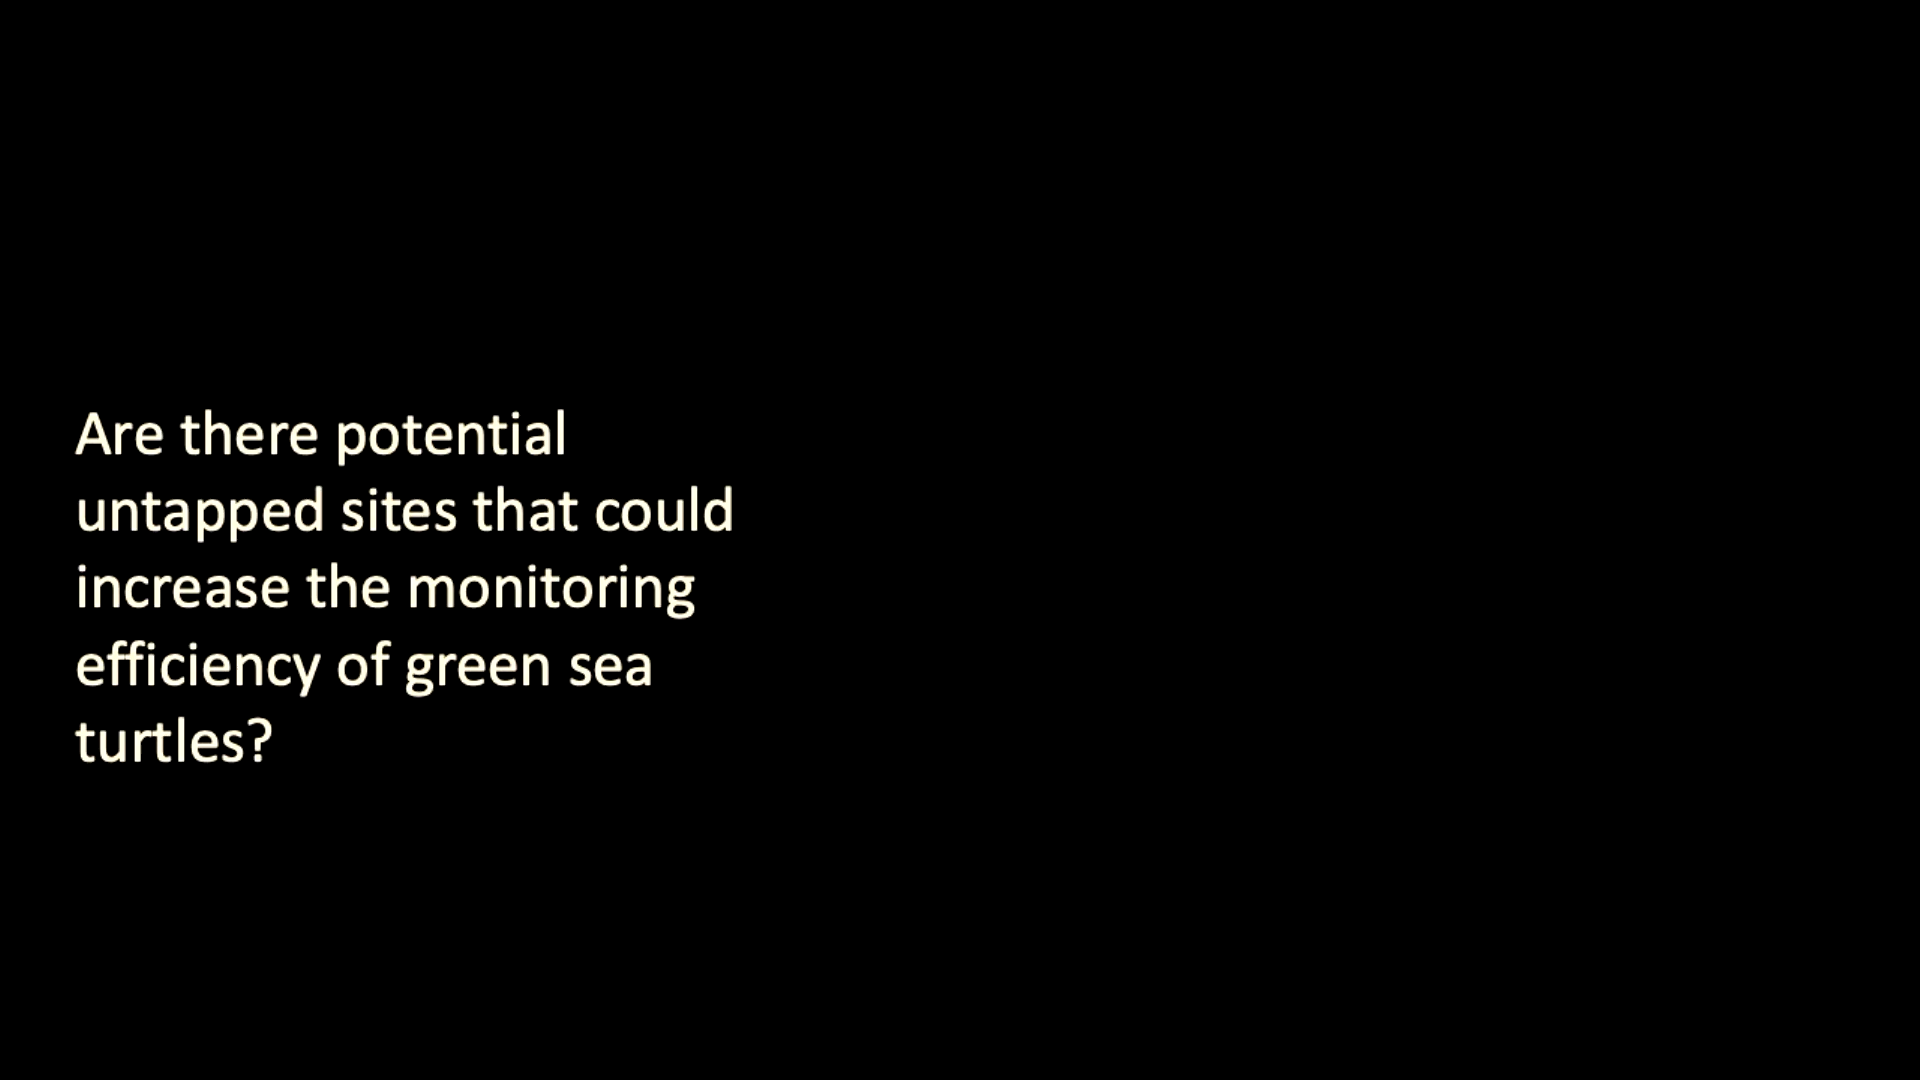 Are there potential
untapped sites that could
increase the monitoring
efficiency of green sea
turtles?